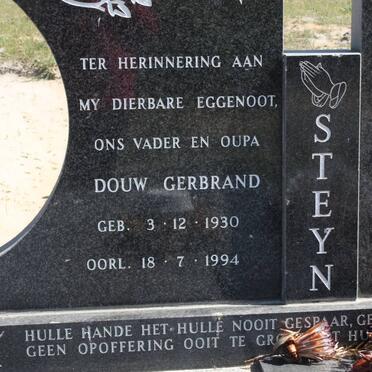 TER HERINNERING AAN
MY DIERBARE EGGENOOT,
ONS VADER EN OUPA
DOUW GERBRAND
GEB. 3·12·1930
OORL. 18·7·1994
STEYN
HULLE HANDE HET HULLE NOOIT GESPAAR,
GEEN OPOFFERING OOIT TE